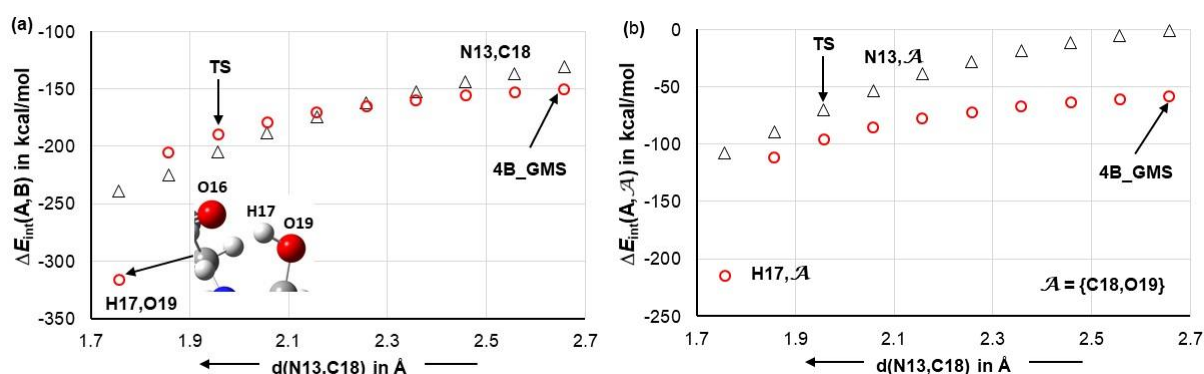 (a)
-100
-150
-200
-250
-300
-350
ΔE_int(A,B) in kcal/mol
TS
N13,C18
4B_GMS
O16
H17
O19
H17,O19
1.7 1.9 2.1 2.3 2.5 2.7
d(N13,C18) in Å
(b)
0
-50
-100
-150
-200
-250
ΔE_int(A,𝒜) in kcal/mol
TS
N13,𝒜
4B_GMS
H17,𝒜
𝒜 = {C18,O19}
1.7 1.9 2.1 2.3 2.5 2.7
d(N13,C18) in Å